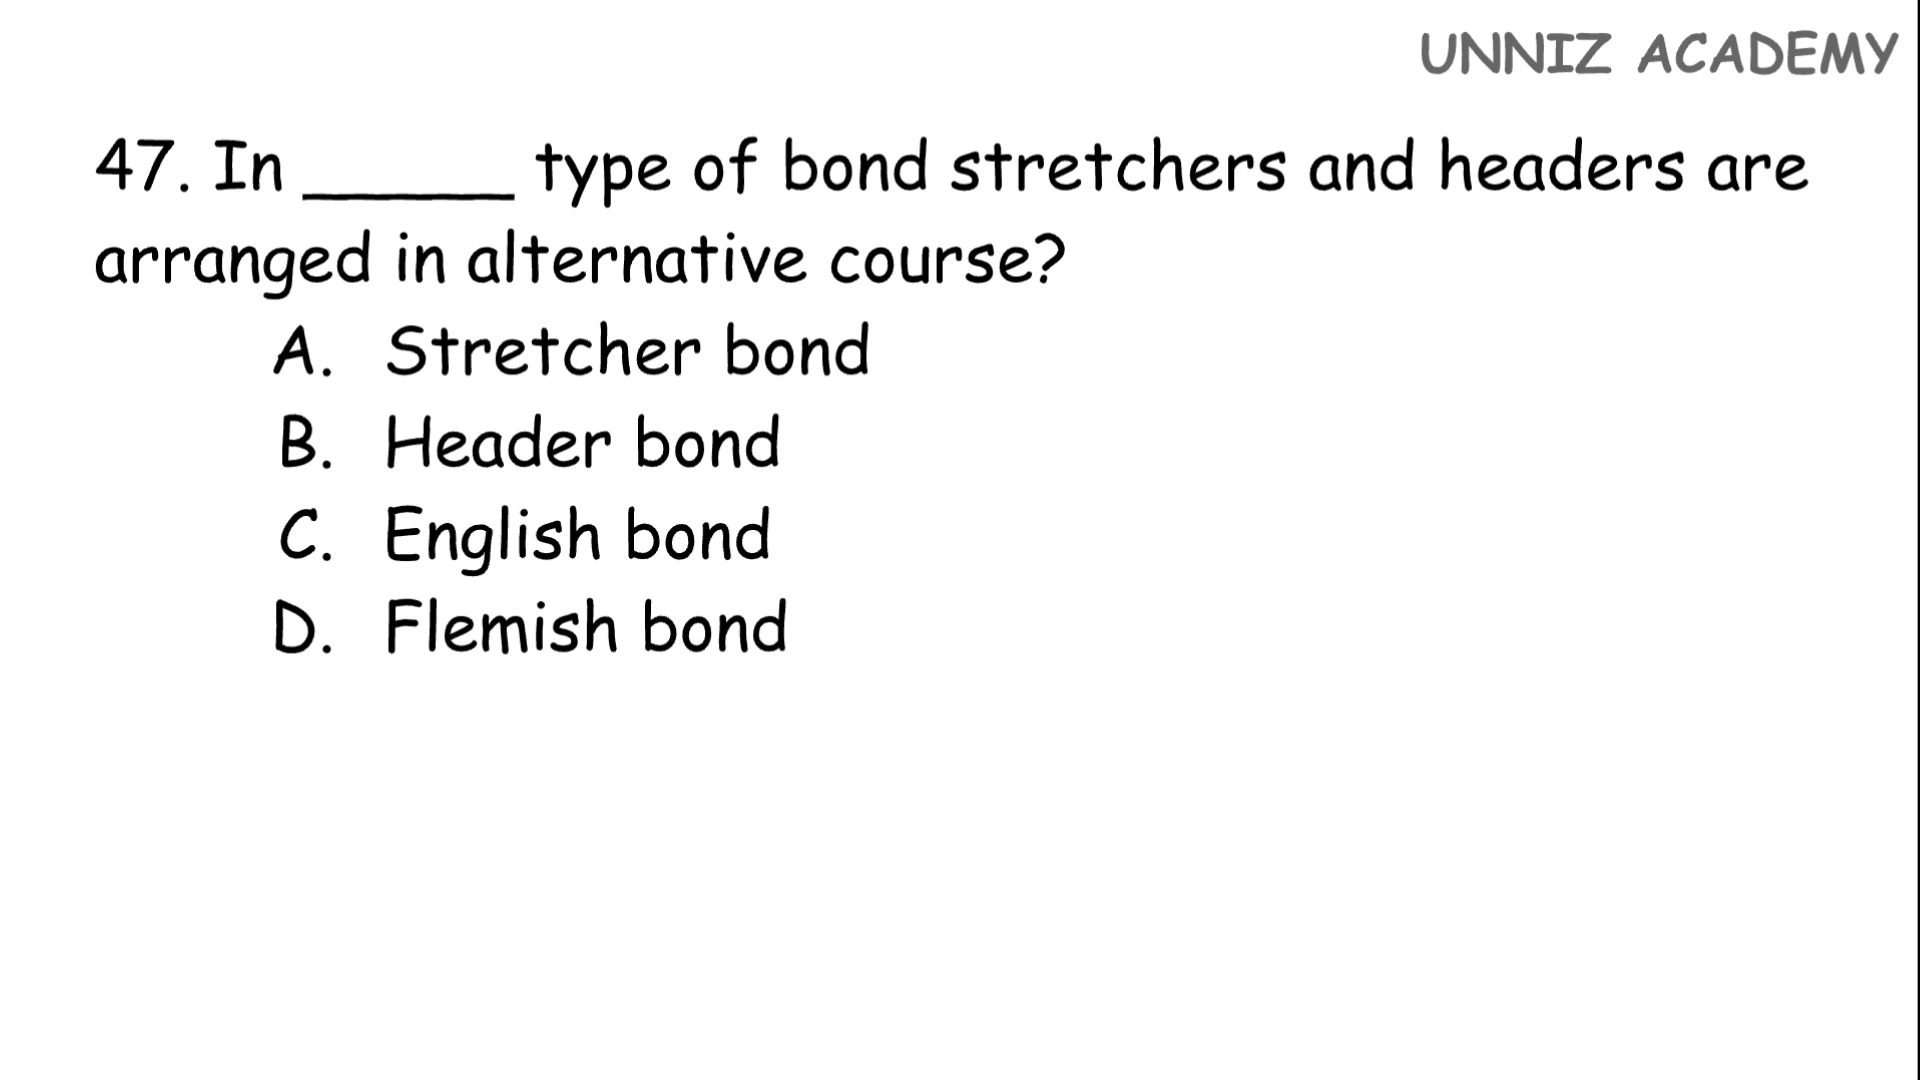 UNNIZ ACADEMY
47. In ______ type of bond stretchers and headers are
arranged in alternative course?
A. Stretcher bond
B. Header bond
C. English bond
D. Flemish bond